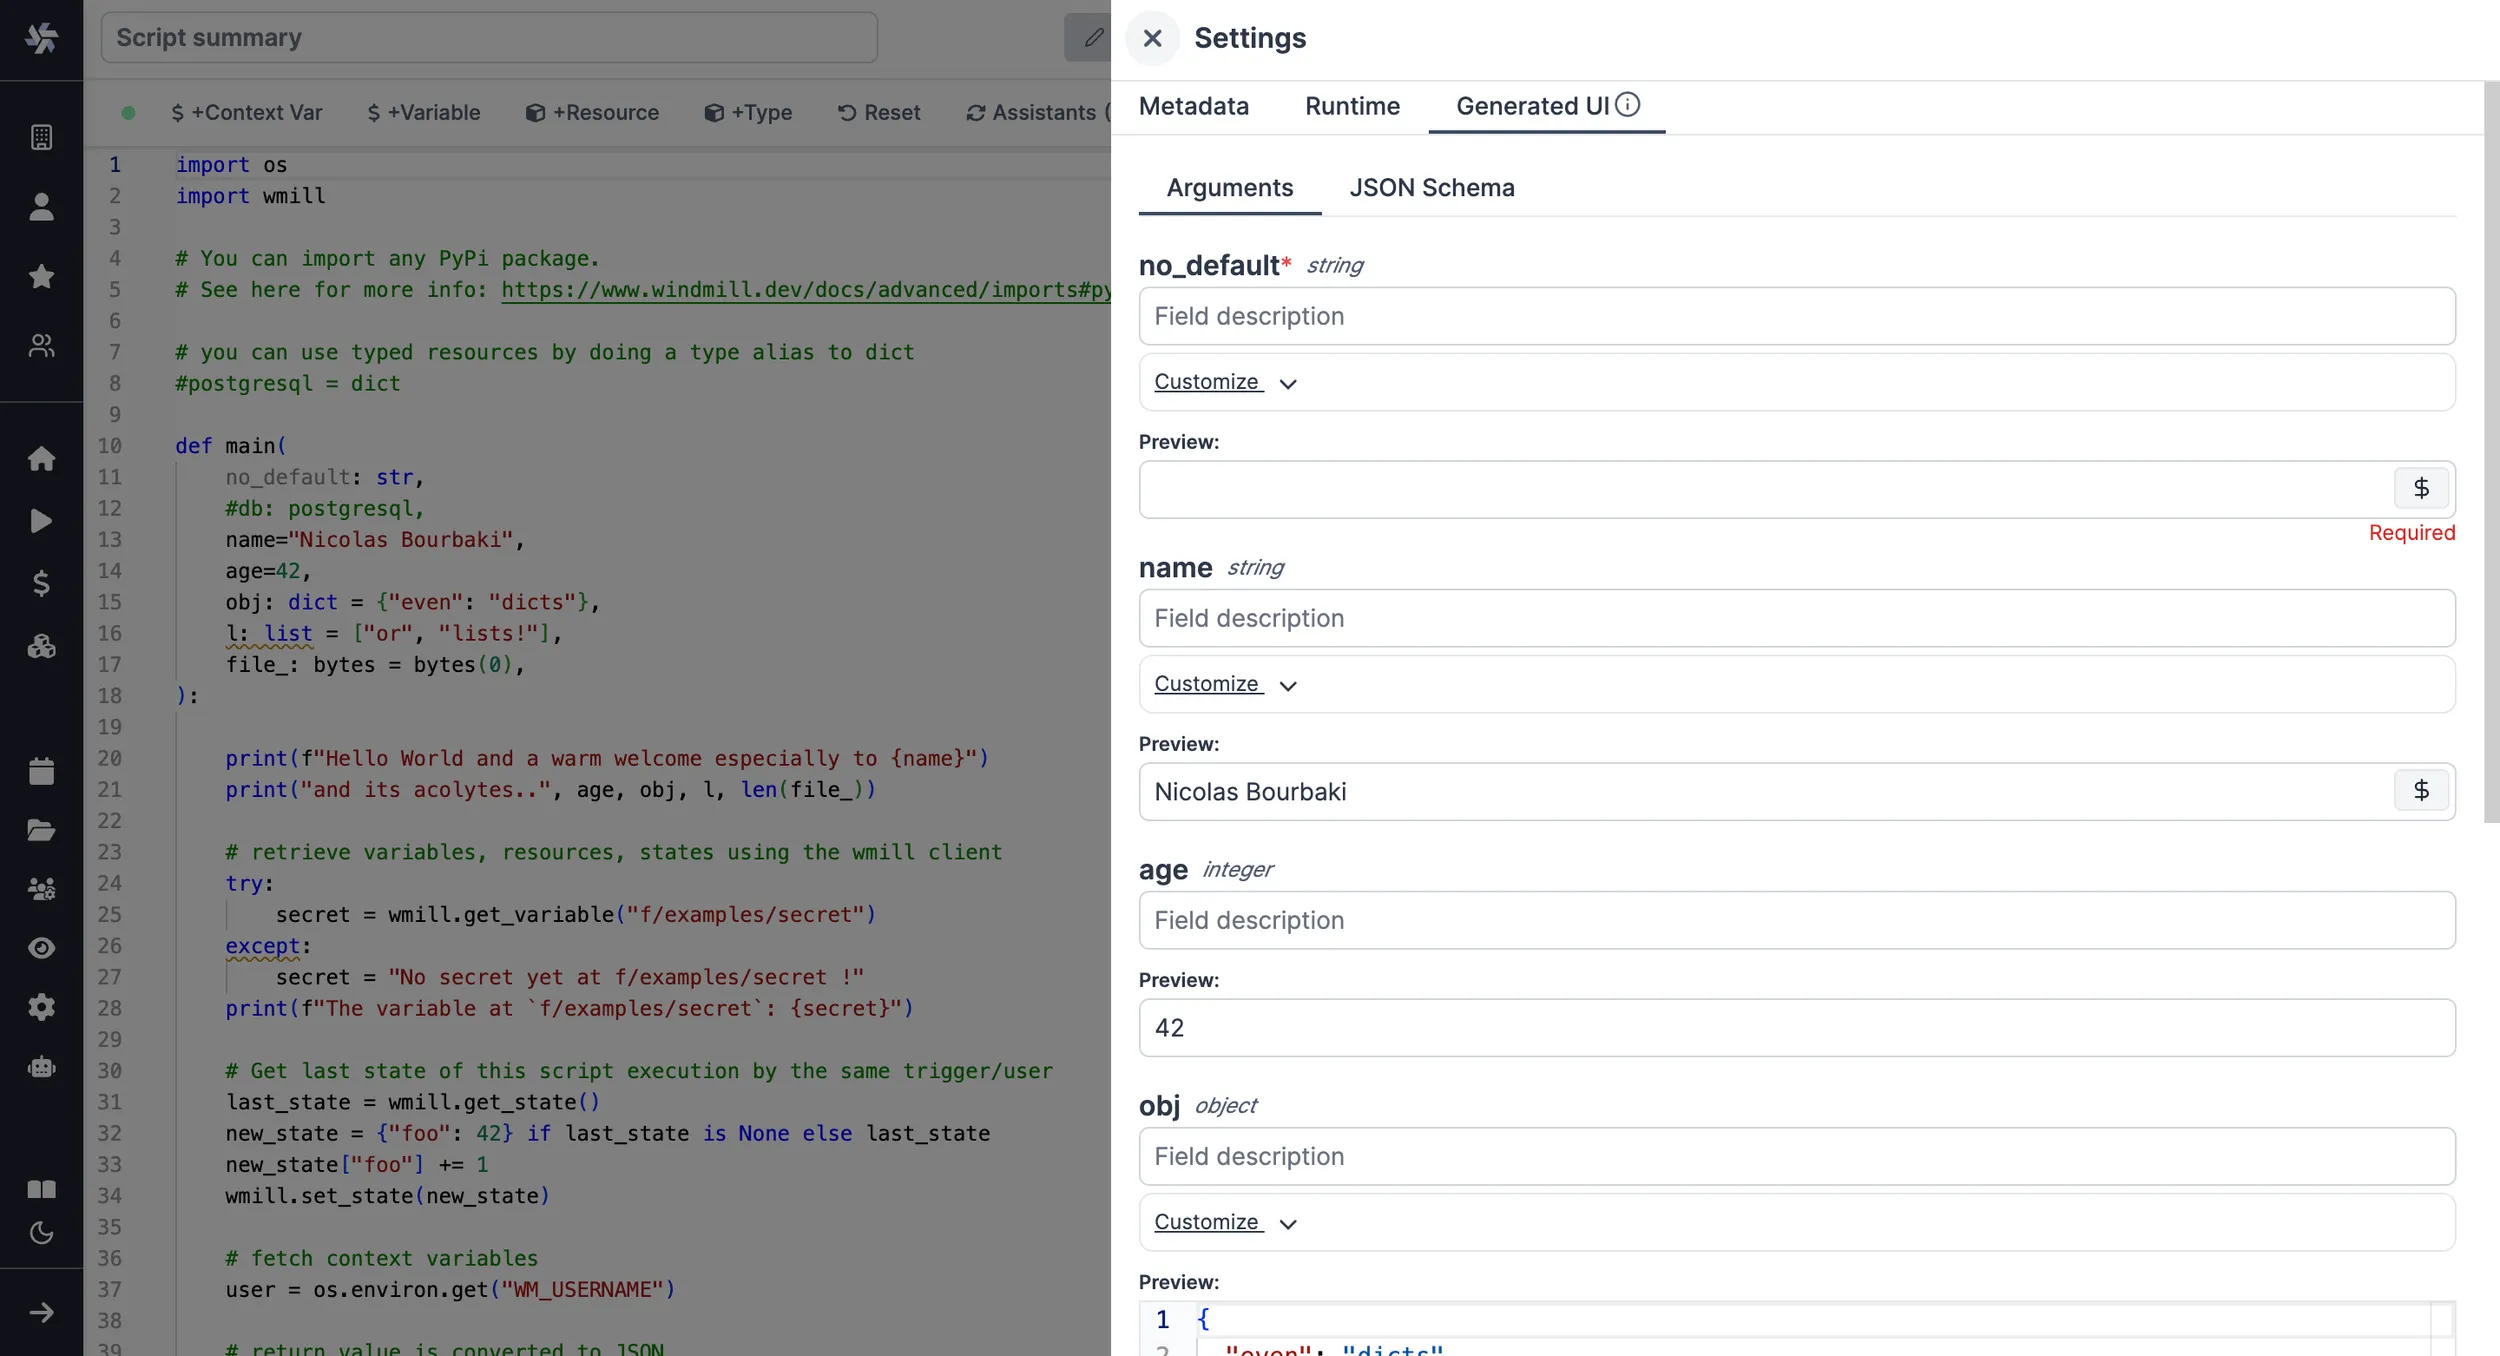 Script summary
$ +Context Var $ +Variable +Resource +Type Reset Assistants (
1 import os
2 import wmill
3
4 # You can import any PyPi package.
5 # See here for more info: https://www.windmill.dev/docs/advanced/imports#py
6
7 # you can use typed resources by doing a type alias to dict
8 #postgresql = dict
9
10 def main(
11 no_default: str,
12 #db: postgresql,
13 name="Nicolas Bourbaki",
14 age=42,
15 obj: dict = {"even": "dicts"},
16 l: list = ["or", "lists!"],
17 file_: bytes = bytes(0),
18 ):
19
20 print(f"Hello World and a warm welcome especially to {name}")
21 print("and its acolytes..", age, obj, l, len(file_))
22
23 # retrieve variables, resources, states using the wmill client
24 try:
25 secret = wmill.get_variable("f/examples/secret")
26 except:
27 secret = "No secret yet at f/examples/secret !"
28 print(f"The variable at `f/examples/secret`: {secret}")
29
30 # Get last state of this script execution by the same trigger/user
31 last_state = wmill.get_state()
32 new_state = {"foo": 42} if last_state is None else last_state
33 new_state["foo"] += 1
34 wmill.set_state(new_state)
35
36 # fetch context variables
37 user = os.environ.get("WM_USERNAME")
38
39 # return value is converted to JSON
Settings
Metadata Runtime Generated UI
Arguments JSON Schema
no_default* string
Field description
Customize
Preview:
$
Required
name string
Field description
Customize
Preview:
Nicolas Bourbaki $
age integer
Field description
Preview:
42
obj object
Field description
Customize
Preview:
1 {
2 "even": "dicts"